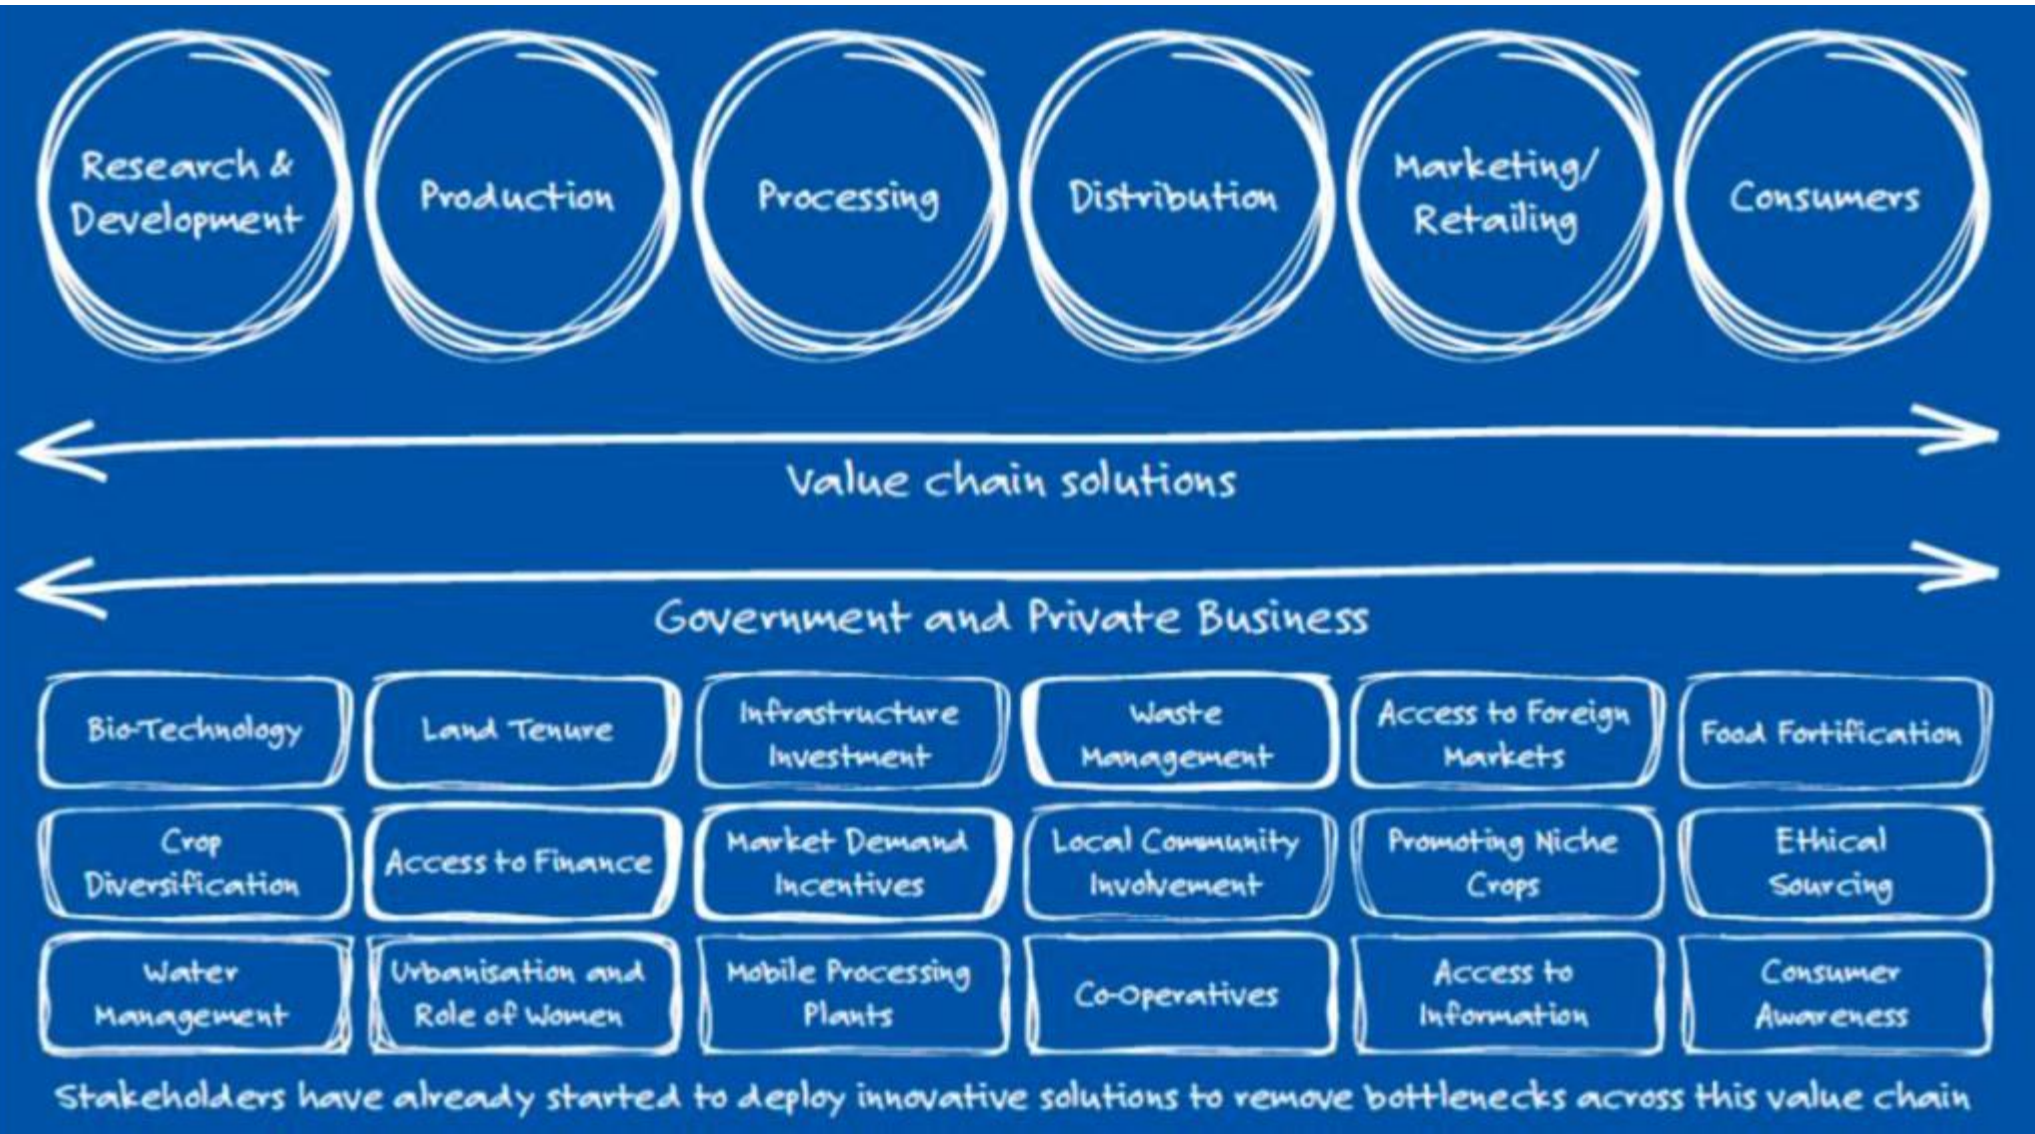 Research &
Development
Production
Processing
Distribution
Marketing/
Retailing
Consumers
Value chain solutions
Government and Private Business
Bio-Technology
Land Tenure
Infrastructure
Investment
Waste
Management
Access to Foreign
Markets
Food Fortification
Crop
Diversification
Access to Finance
Market Demand
Incentives
Local Community
Involvement
Promoting Niche
Crops
Ethical
Sourcing
Water
Management
Urbanisation and
Role of Women
Mobile Processing
Plants
Co-Operatives
Access to
Information
Consumer
Awareness
Stakeholders have already started to deploy innovative solutions to remove bottlenecks across this value chain